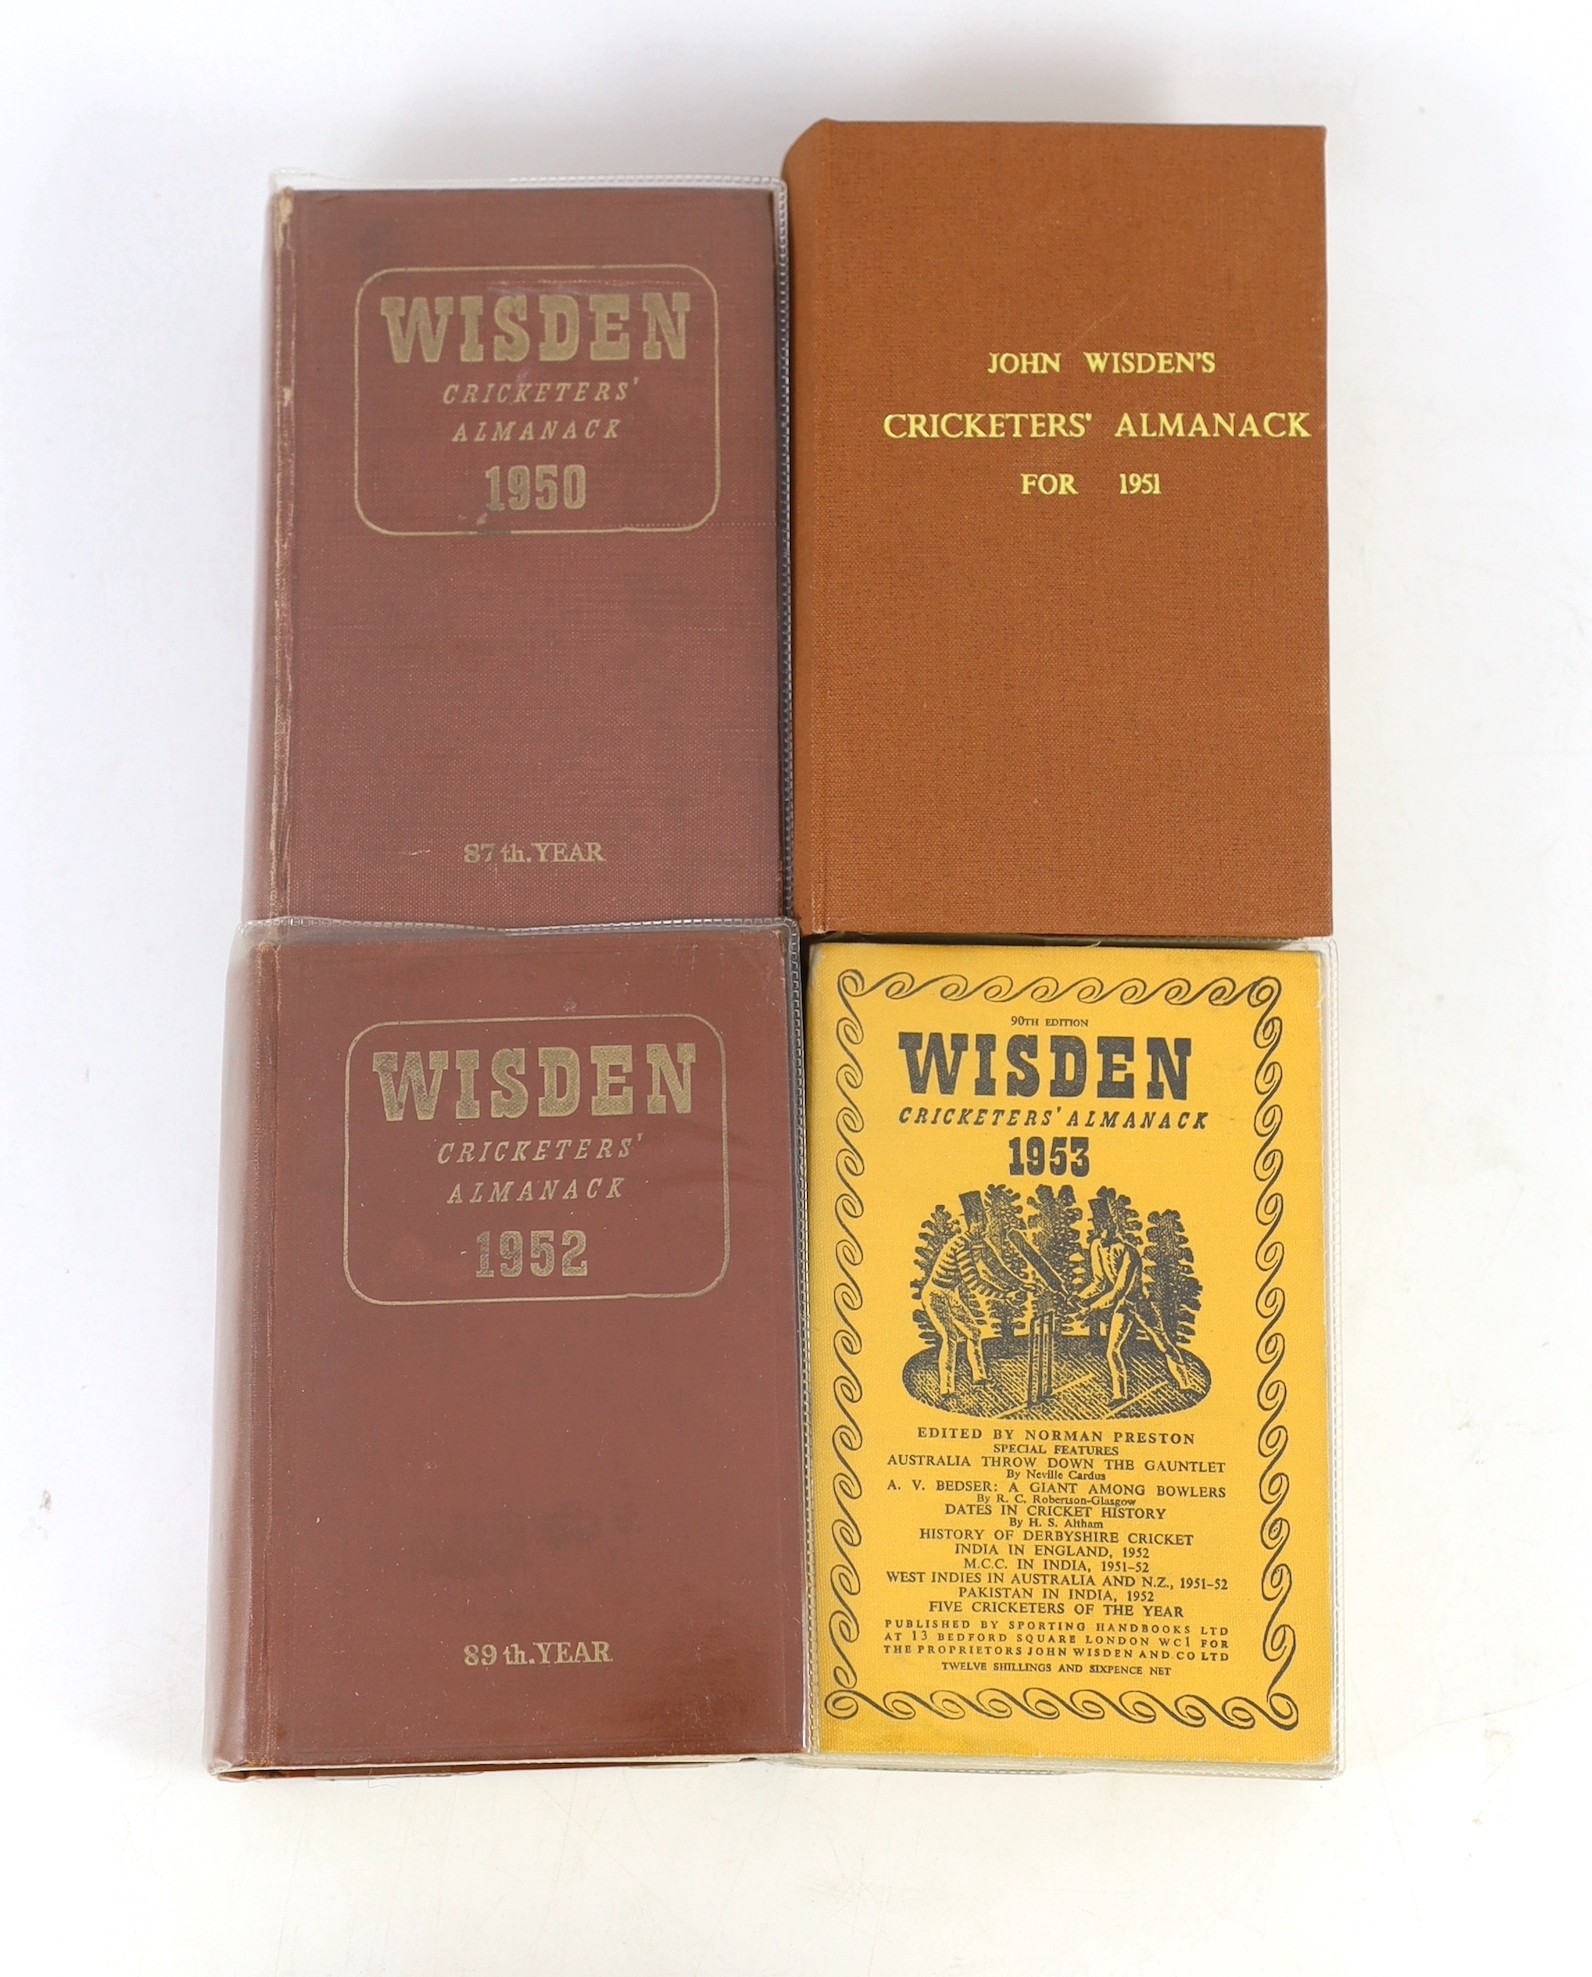 WISDEN
CRICKETERS'
ALMANACK
1950
87th.YEAR
JOHN WISDEN'S
CRICKETERS' ALMANACK
FOR 1951
WISDEN
CRICKETERS'
ALMANACK
1952
89th.YEAR
90TH EDITION
WISDEN
CRICKETERS' ALMANACK
1953
EDITED BY NORMAN PRESTON
SPECIAL FEATURES
AUSTRALIA THROW DOWN THE GAUNTLET
By Neville Cardus
A. V. BEDSER: A GIANT AMONG BOWLERS
By R. C. Robertson-Glasgow
DATES IN CRICKET HISTORY
By H. S. Altham
HISTORY OF DERBYSHIRE CRICKET
INDIA IN ENGLAND, 1952
M.C.C. IN INDIA, 1951-52
WEST INDIES IN AUSTRALIA AND N.Z., 1951-52
PAKISTAN IN INDIA, 1952
FIVE CRICKETERS OF THE YEAR
PUBLISHED BY SPORTING HANDBOOKS LTD
AT 13 BEDFORD SQUARE LONDON WC1 FOR
THE PROPRIETORS JOHN WISDEN AND CO LTD
TWELVE SHILLINGS AND SIXPENCE NET